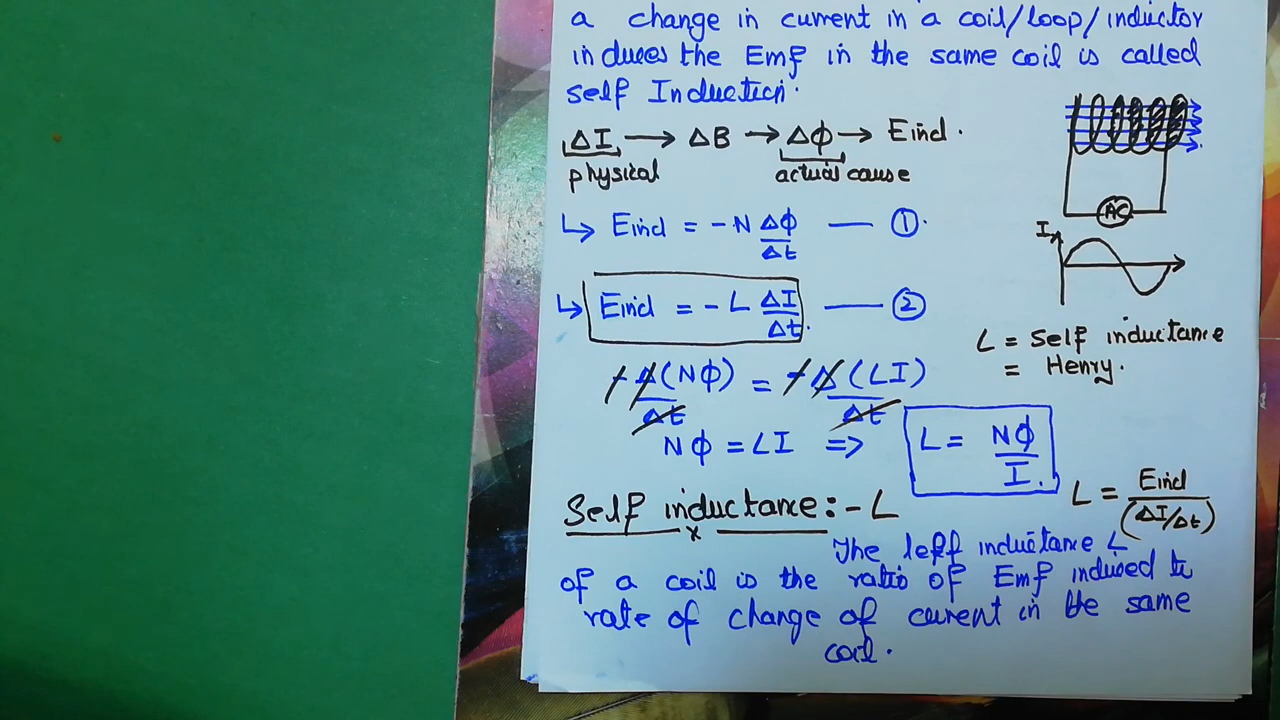 a change in current in a coil/loop/inductor
induces the Emf in the same coil is called
self Induction.
ΔI → ΔB → Δϕ → Eind.
physical actual cause
AC
I
↳ Eind = -N Δϕ/Δt — ①.
↳ Eind = - L ΔI/Δt. — ②
L = Self inductance
= Henry.
-Δ(Nϕ)/Δt = -Δ(LI)/Δt
Nϕ = LI => L = Nϕ/I.
L = Eind/(ΔI/Δt)
Self inductance:- L
The leff inductance L
of a coil is the ratio of Emf induced to
rate of change of current in the same
coil.